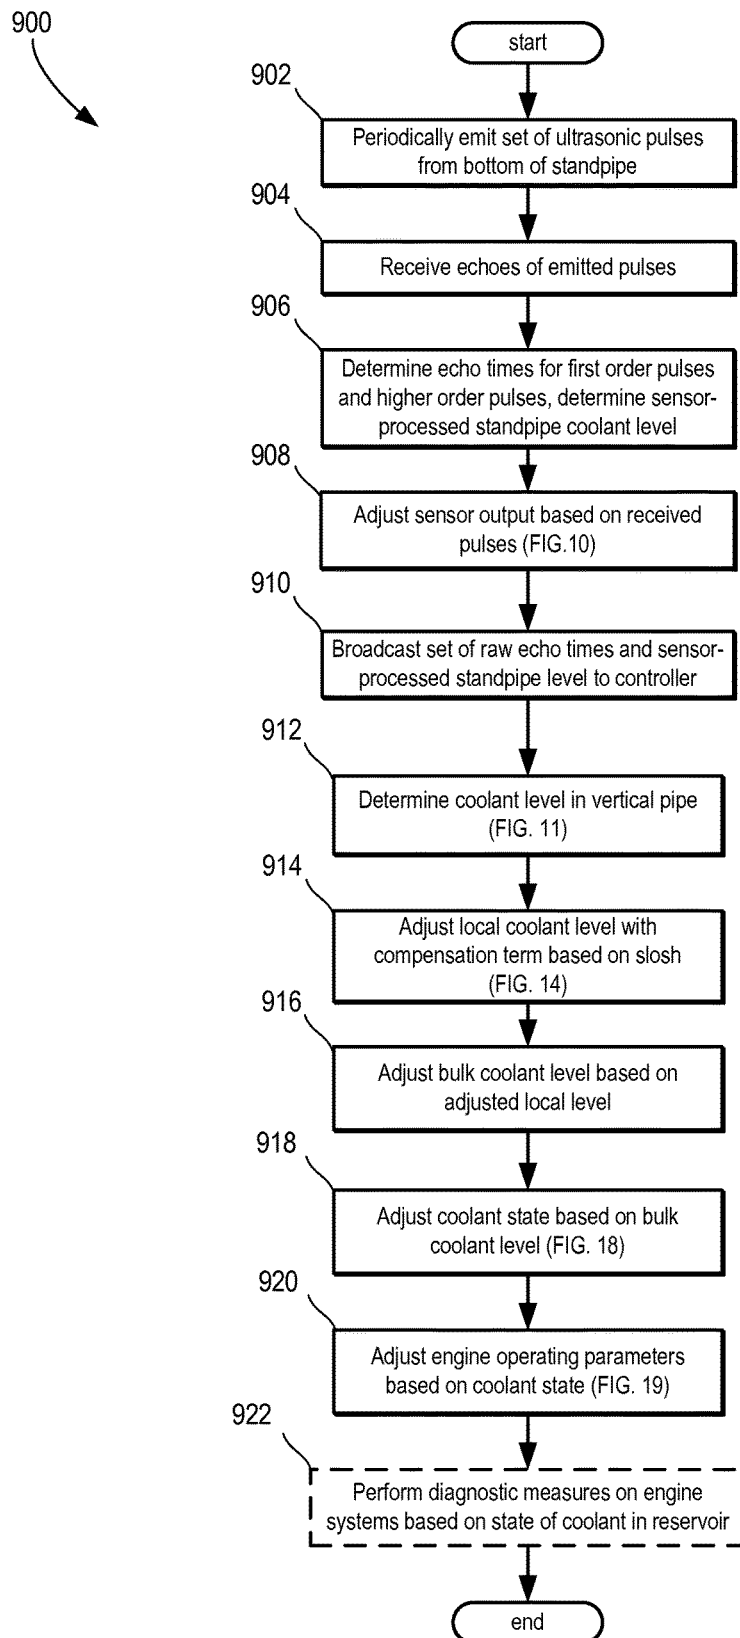 900
start
902
Periodically emit set of ultrasonic pulses
from bottom of standpipe
904
Receive echoes of emitted pulses
906
Determine echo times for first order pulses
and higher order pulses, determine sensor-
processed standpipe coolant level
908
Adjust sensor output based on received
pulses (FIG.10)
910
Broadcast set of raw echo times and sensor-
processed standpipe level to controller
912
Determine coolant level in vertical pipe
(FIG. 11)
914
Adjust local coolant level with
compensation term based on slosh
(FIG. 14)
916
Adjust bulk coolant level based on
adjusted local level
918
Adjust coolant state based on bulk
coolant level (FIG. 18)
920
Adjust engine operating parameters
based on coolant state (FIG. 19)
922
Perform diagnostic measures on engine
systems based on state of coolant in reservoir
end